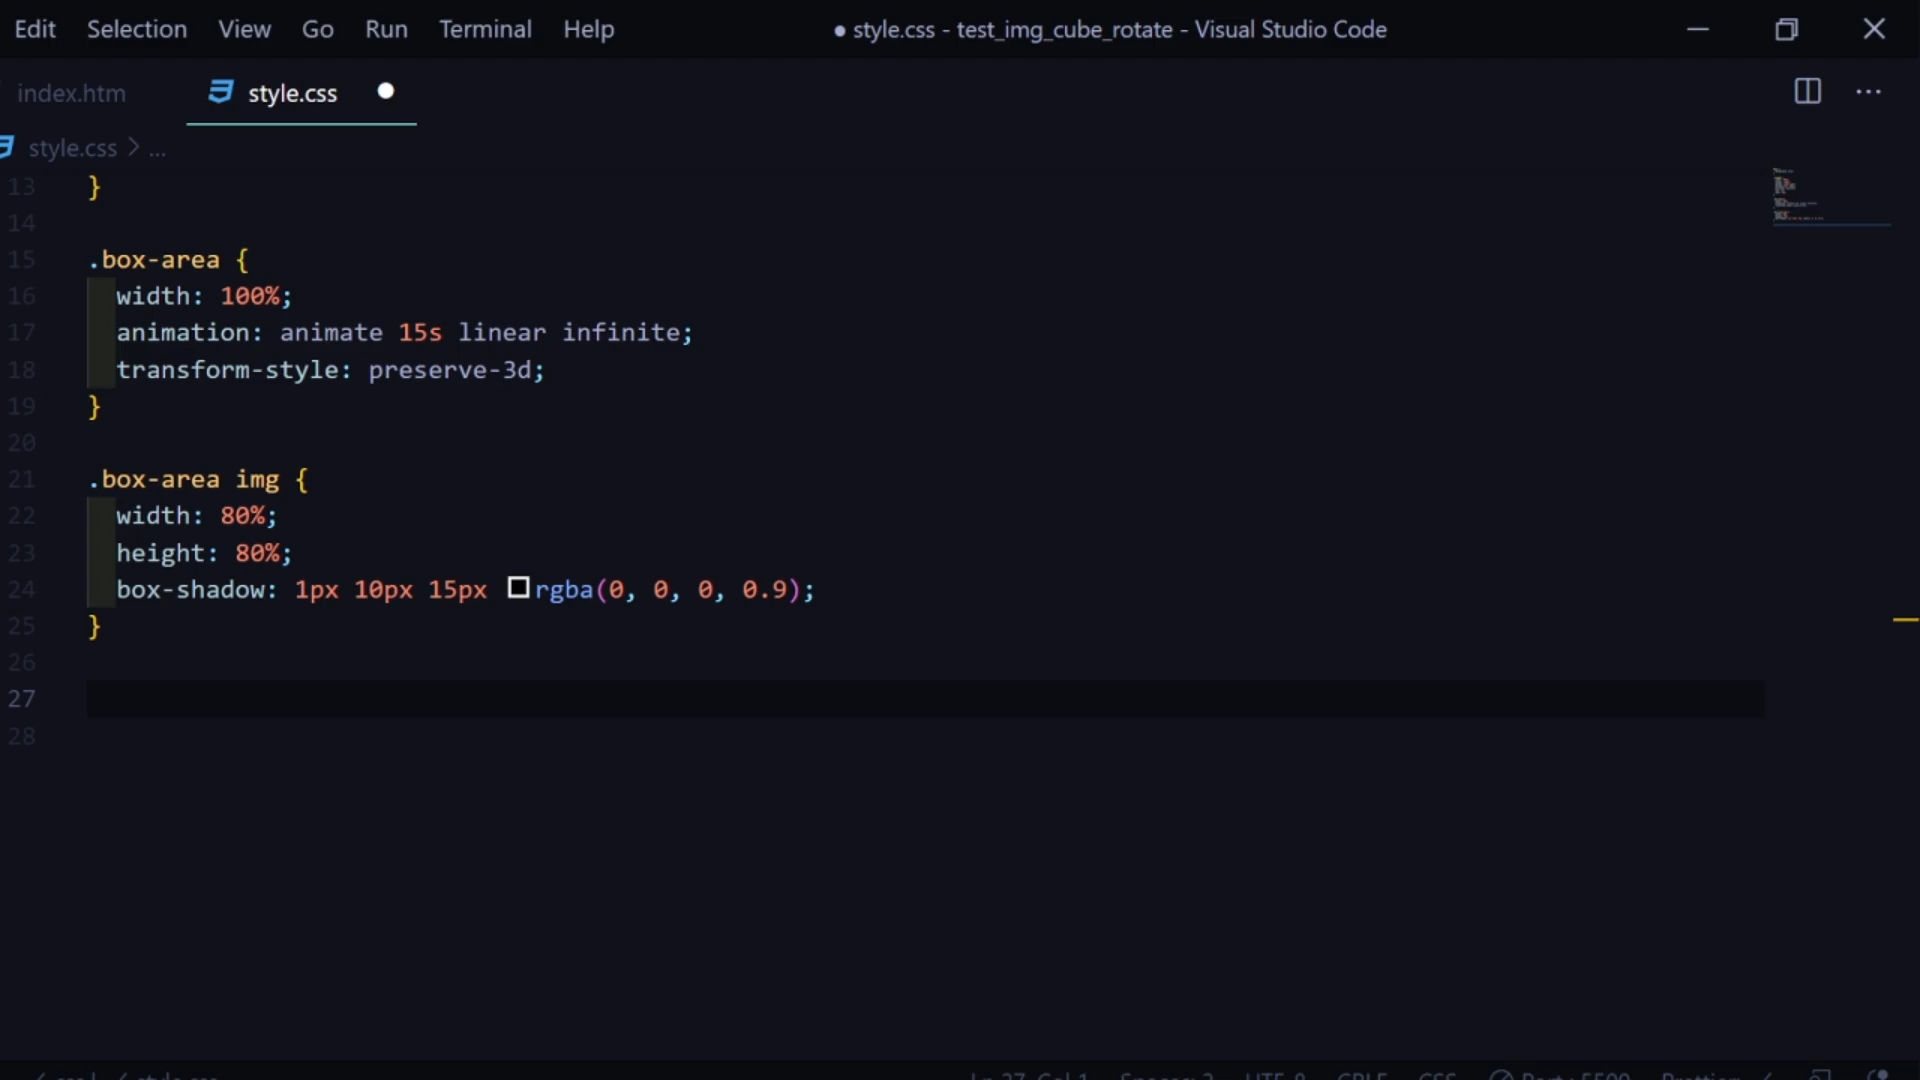 Edit Selection View Go Run Terminal Help ● style.css - test_img_cube_rotate - Visual Studio Code
index.htm style.css
style.css > ...
13 }
14
15 .box-area {
16 width: 100%;
17 animation: animate 15s linear infinite;
18 transform-style: preserve-3d;
19 }
20
21 .box-area img {
22 width: 80%;
23 height: 80%;
24 box-shadow: 1px 10px 15px rgba(0, 0, 0, 0.9);
25 }
26
27
28